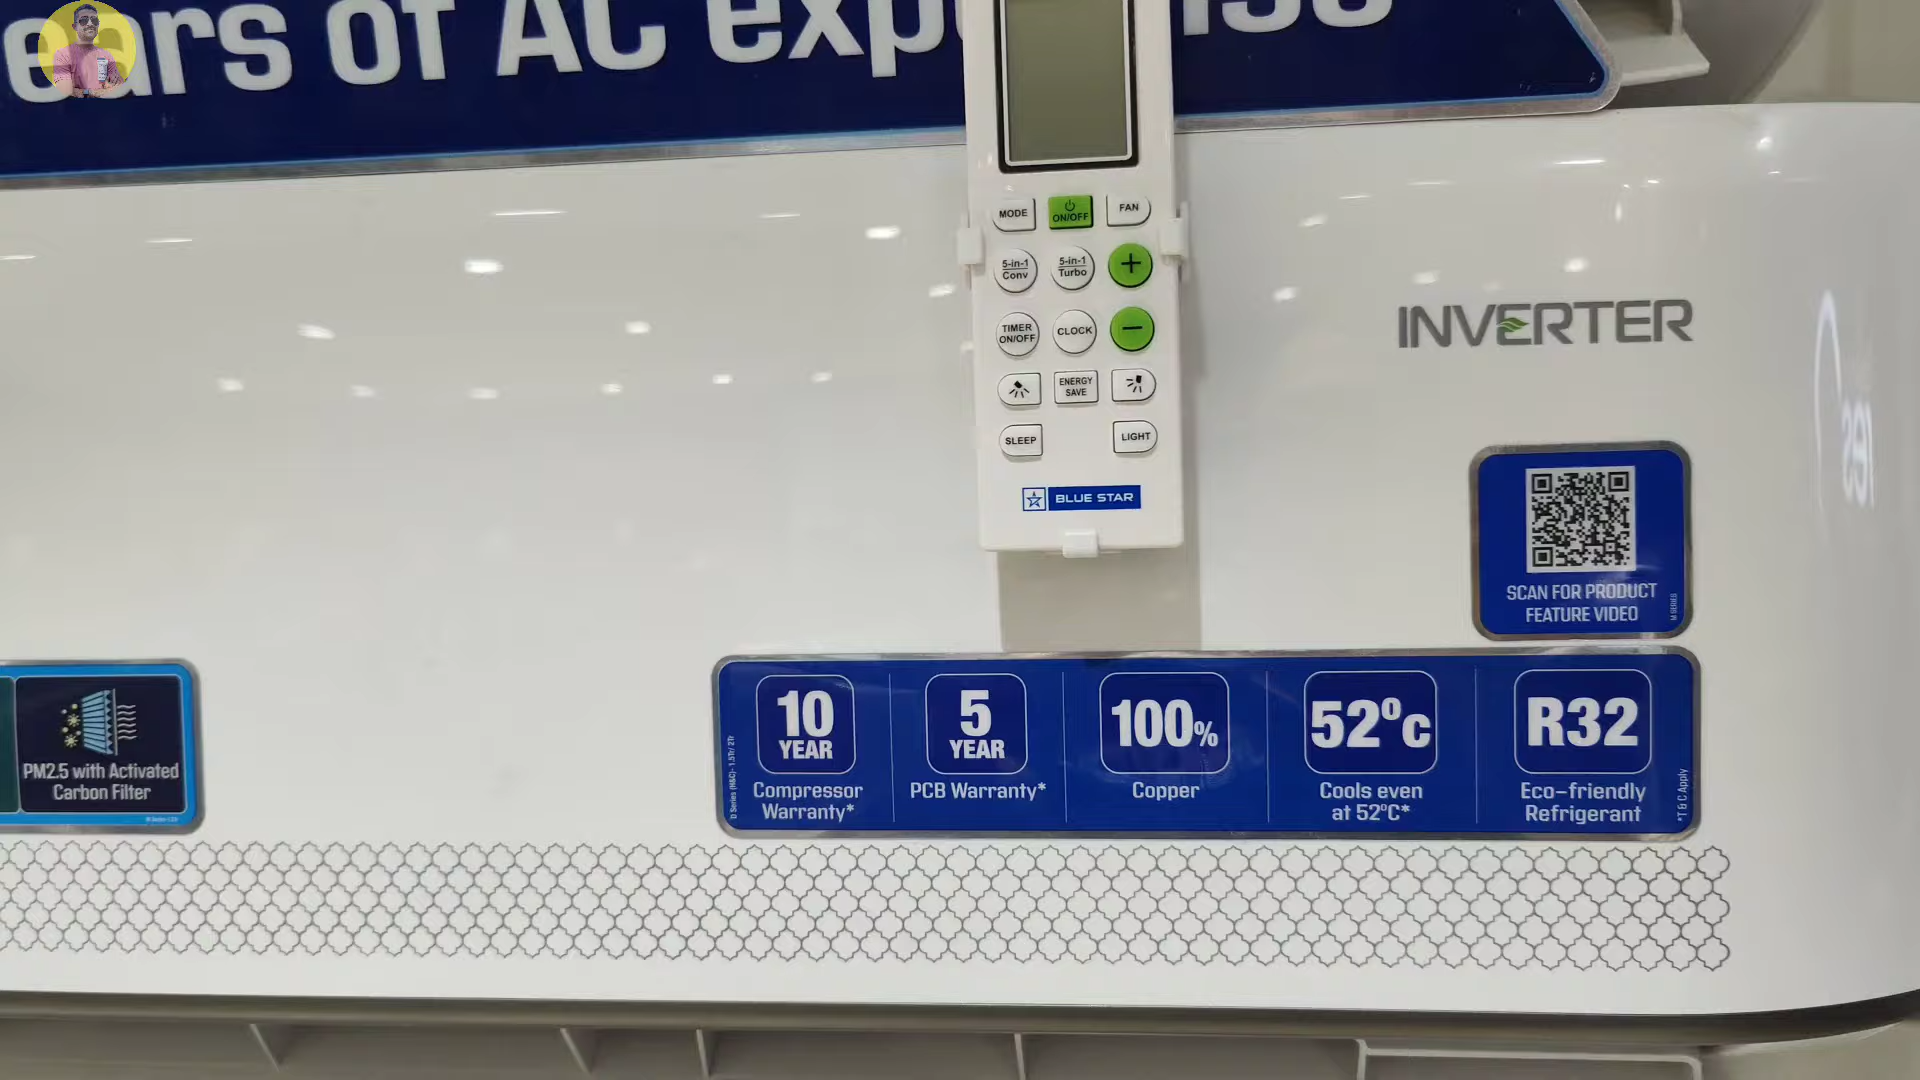 ears of AC exp
MODE
ON/OFF
FAN
5-in-1
Conv
5-in-1
Turbo
+
TIMER
ON/OFF
CLOCK
−
ENERGY
SAVE
SLEEP
LIGHT
BLUE STAR
INVERTER
SCAN FOR PRODUCT
FEATURE VIDEO
M SERIES
PM2.5 with Activated
Carbon Filter
10
YEAR
Compressor
Warranty*
5
YEAR
PCB Warranty*
100%
Copper
52°c
Cools even
at 52°C*
R32
Eco-friendly
Refrigerant
*T & C Apply